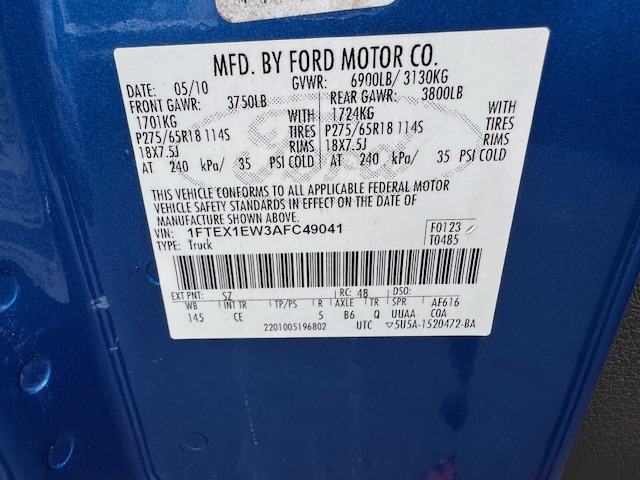 MFD. BY FORD MOTOR CO.
DATE: 05/10 GVWR: 6900LB/ 3130KG
FRONT GAWR: 3750LB REAR GAWR: 3800LB
1701KG WITH 1724KG WITH
P275/65R18 114S TIRES P275/65R18 114S TIRES
18X7.5J RIMS 18X7.5J RIMS
AT 240 kPa/ 35 PSI COLD AT 240 kPa/ 35 PSI COLD
THIS VEHICLE CONFORMS TO ALL APPLICABLE FEDERAL MOTOR
VEHICLE SAFETY STANDARDS IN EFFECT ON THE DATE OF
MANUFACTURE SHOWN ABOVE.
VIN: 1FTEX1EW3AFC49041 F0123
TYPE: Truck T0485
EXT PNT: SZ RC: 48 DSO:
WB INT TR TP/PS R AXLE TR SPR AF616
145 CE 5 B6 Q UUAA COA
2201005196802 UTC ▽5U5A-1520472-BA
Ford